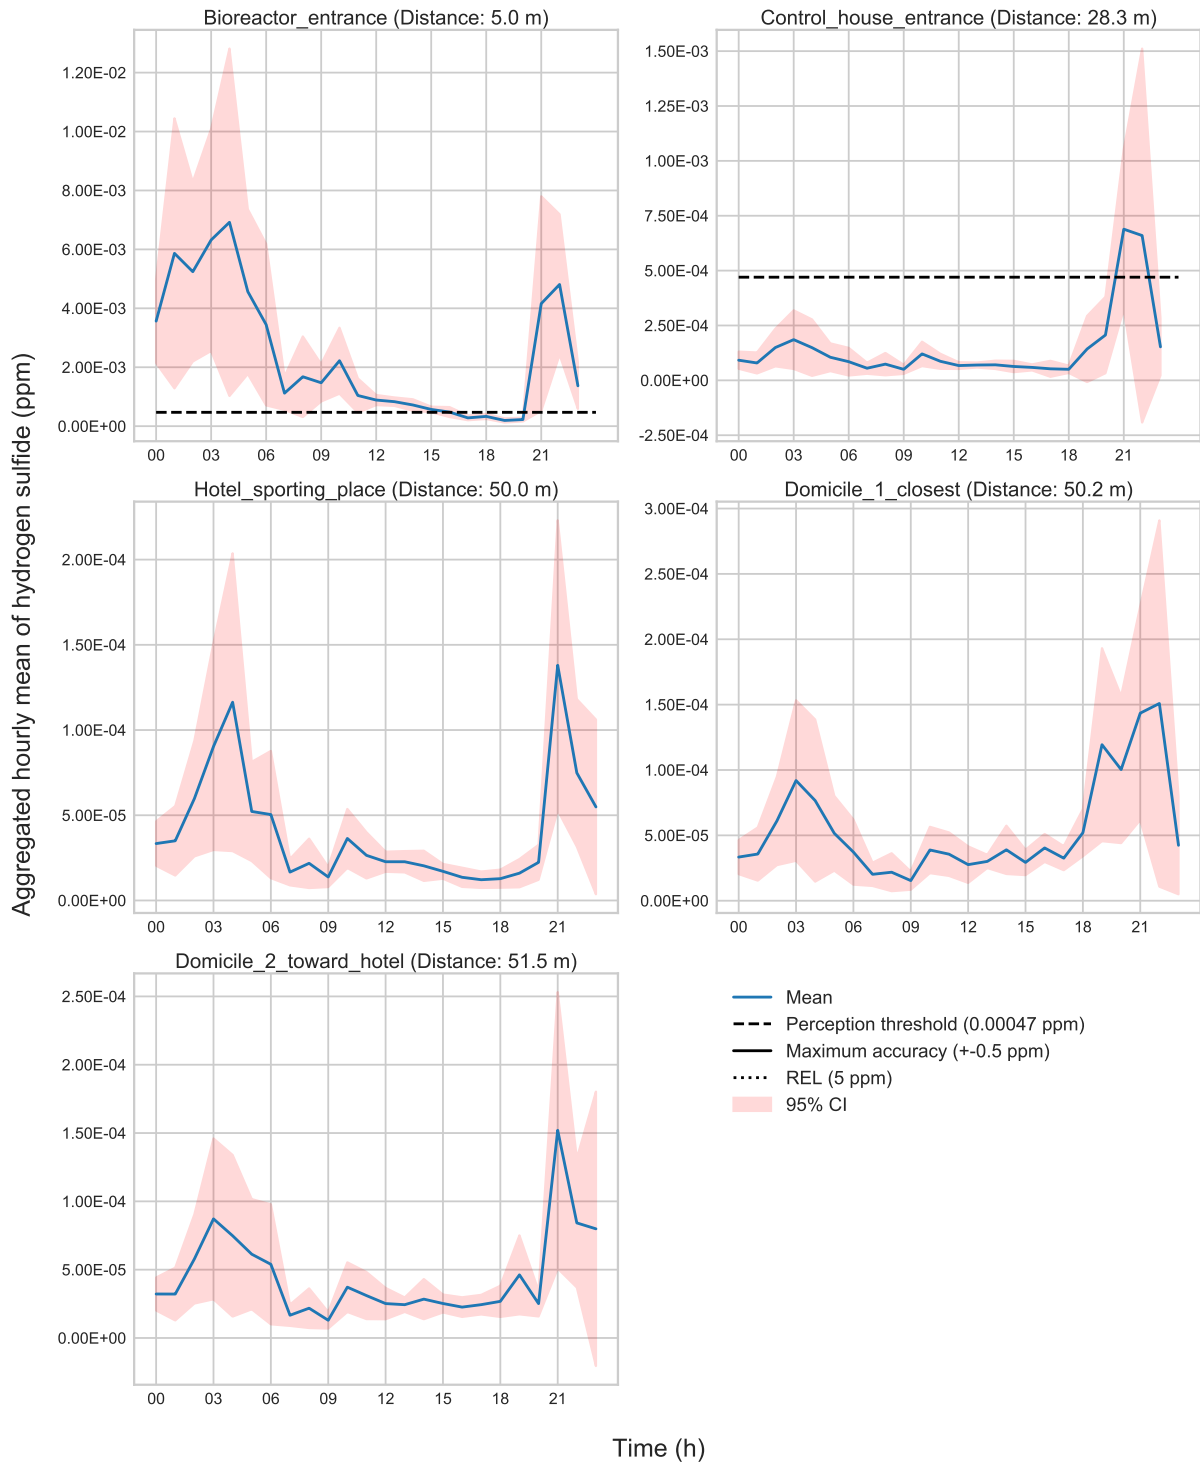 Bioreactor_entrance (Distance: 5.0 m)
1.20E-02
1.00E-02
8.00E-03
6.00E-03
4.00E-03
2.00E-03
0.00E+00
00 03 06 09 12 15 18 21
Control_house_entrance (Distance: 28.3 m)
1.50E-03
1.25E-03
1.00E-03
7.50E-04
5.00E-04
2.50E-04
0.00E+00
-2.50E-04
00 03 06 09 12 15 18 21
Aggregated hourly mean of hydrogen sulfide (ppm)
Hotel_sporting_place (Distance: 50.0 m)
2.00E-04
1.50E-04
1.00E-04
5.00E-05
0.00E+00
00 03 06 09 12 15 18 21
Domicile_1_closest (Distance: 50.2 m)
3.00E-04
2.50E-04
2.00E-04
1.50E-04
1.00E-04
5.00E-05
0.00E+00
00 03 06 09 12 15 18 21
Domicile_2_toward_hotel (Distance: 51.5 m)
2.50E-04
2.00E-04
1.50E-04
1.00E-04
5.00E-05
0.00E+00
00 03 06 09 12 15 18 21
Mean
Perception threshold (0.00047 ppm)
Maximum accuracy (+-0.5 ppm)
REL (5 ppm)
95% CI
Time (h)